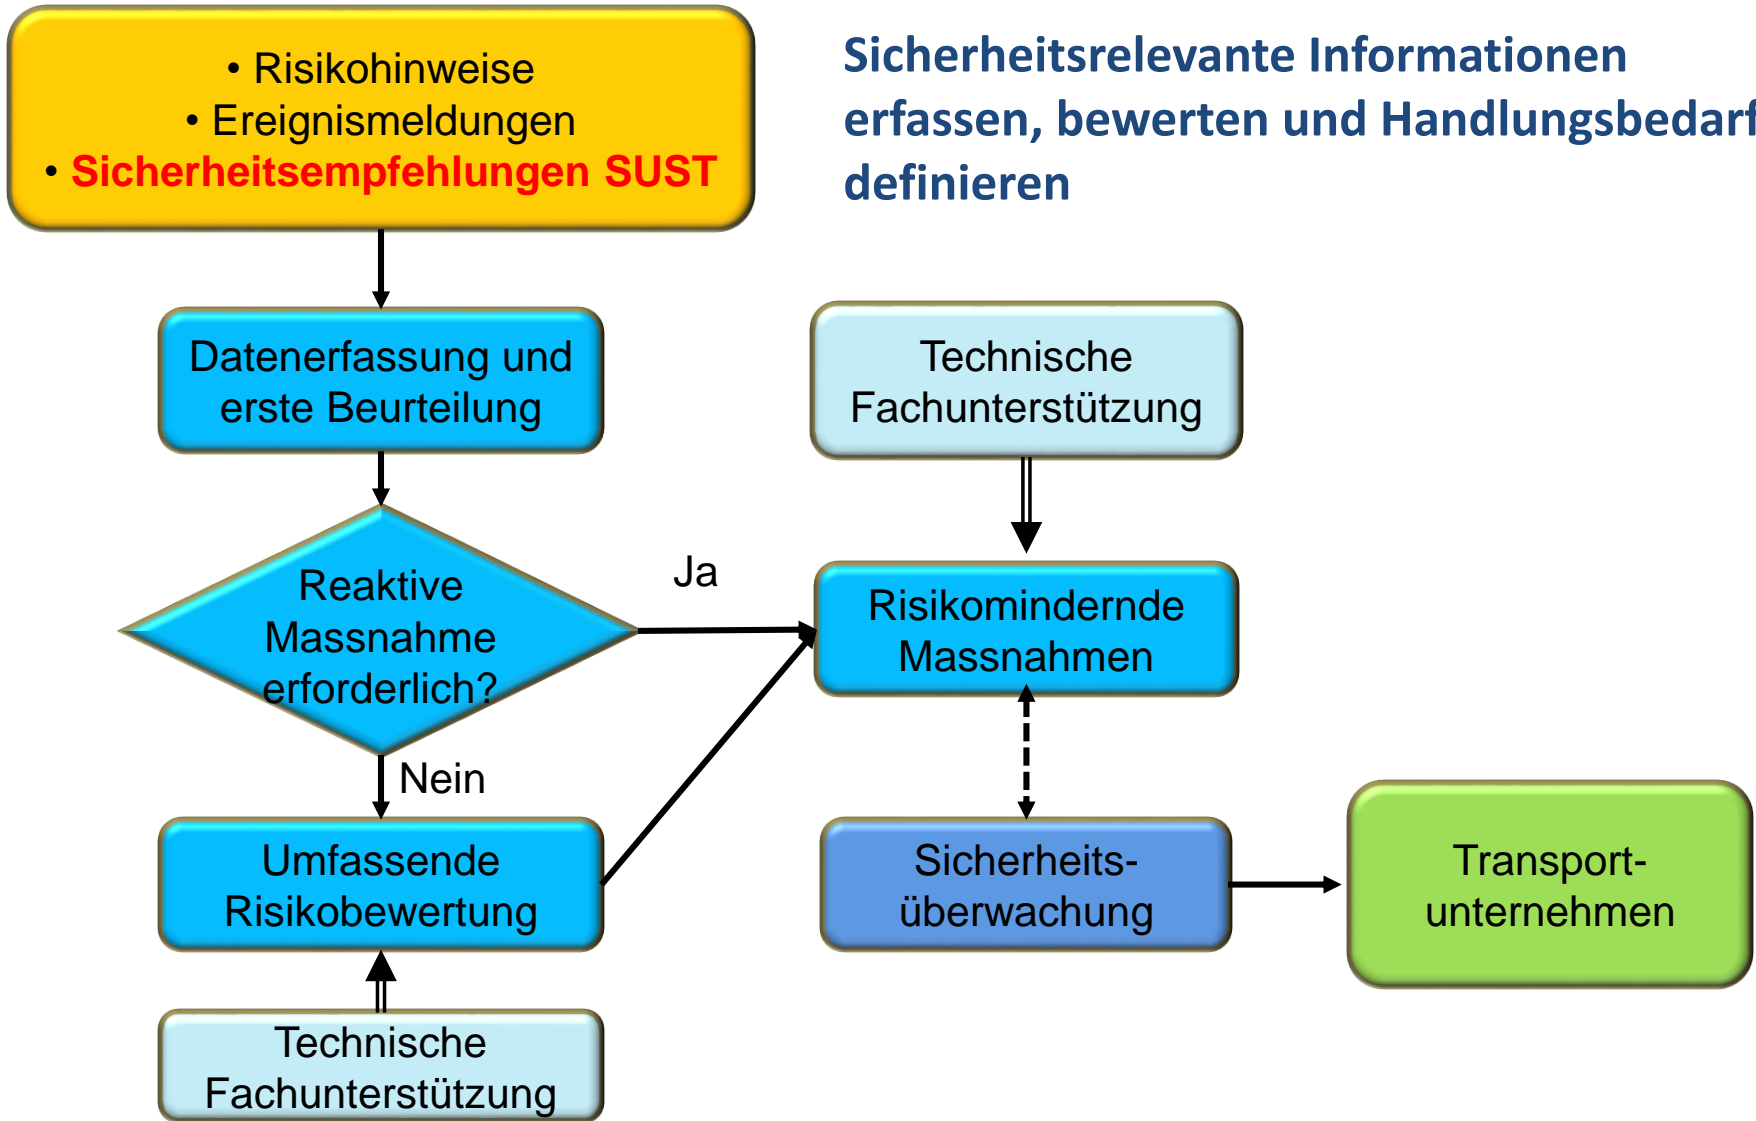 • Risikohinweise
• Ereignismeldungen
• Sicherheitsempfehlungen SUST
Sicherheitsrelevante Informationen
erfassen, bewerten und Handlungsbedarf
definieren
Datenerfassung und
erste Beurteilung
Technische
Fachunterstützung
Reaktive
Massnahme
erforderlich?
Ja
Risikomindernde
Massnahmen
Nein
Umfassende
Risikobewertung
Sicherheits-
überwachung
Transport-
unternehmen
Technische
Fachunterstützung